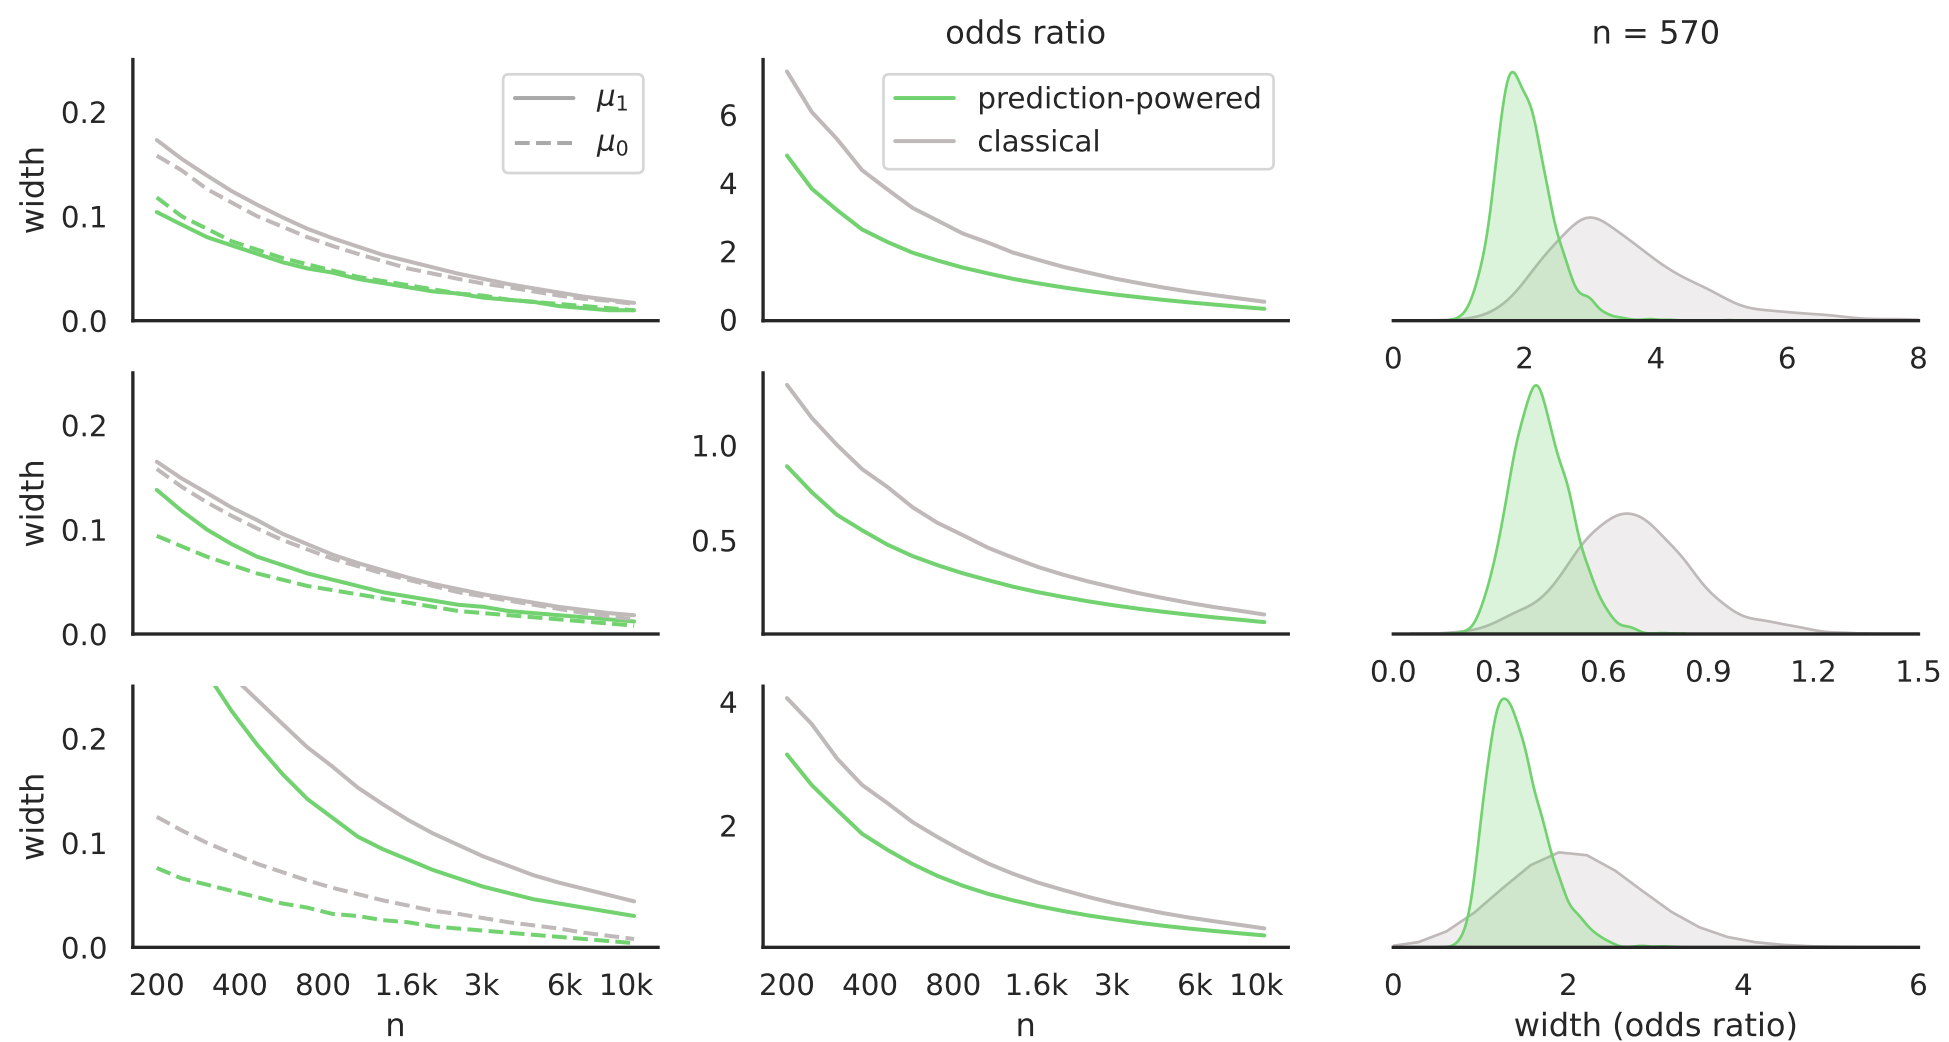 odds ratio
n = 570
width
0.2
0.1
0.0
μ1
μ0
6
4
2
0
prediction-powered
classical
0 2 4 6 8
width
0.2
0.1
0.0
1.0
0.5
0.0 0.3 0.6 0.9 1.2 1.5
width
0.2
0.1
0.0
200 400 800 1.6k 3k 6k 10k
n
4
2
200 400 800 1.6k 3k 6k 10k
n
0 2 4 6
width (odds ratio)